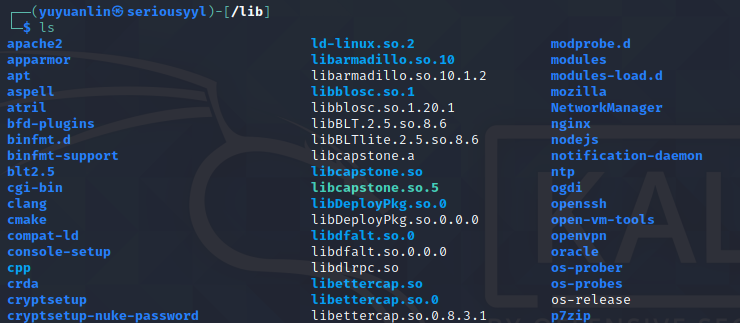 ┌──(yuyuanlin㉿seriousyyl)-[/lib]
└─$ ls
apache2 ld-linux.so.2 modprobe.d
apparmor libarmadillo.so.10 modules
apt libarmadillo.so.10.1.2 modules-load.d
aspell libblosc.so.1 mozilla
atril libblosc.so.1.20.1 NetworkManager
bfd-plugins libBLT.2.5.so.8.6 nginx
binfmt.d libBLTlite.2.5.so.8.6 nodejs
binfmt-support libcapstone.a notification-daemon
blt2.5 libcapstone.so ntp
cgi-bin libcapstone.so.5 ogdi
clang libDeployPkg.so.0 openssh
cmake libDeployPkg.so.0.0.0 open-vm-tools
compat-ld libdfalt.so.0 openvpn
console-setup libdfalt.so.0.0.0 oracle
cpp libdlrpc.so os-prober
crda libettercap.so os-probes
cryptsetup libettercap.so.0 os-release
cryptsetup-nuke-password libettercap.so.0.8.3.1 p7zip
KAL